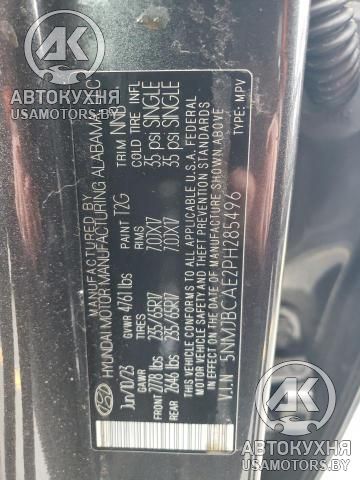 АВТОКУХНЯ
USAMOTORS.BY
HYUNDAI MOTOR MANUFACTURING ALABAMA,
Jun/10/23 GVWR 4761 lbs PAINT T2G TRIM NNB
GAWR TIRES RIMS COLD TIRE INFL
FRONT 2778 lbs 235/65R17 7.0JX17 35 psi SINGLE
REAR 2646 lbs 235/65R17 7.0JX17 35 psi SINGLE
THIS VEHICLE CONFORMS TO ALL APPLICABLE U.S.A. FEDERAL
MOTOR VEHICLE SAFETY, BUMPER, AND THEFT PREVENTION STANDARDS
IN EFFECT ON THE DATE OF MANUFACTURE SHOWN ABOVE.
V.I.N 5NMJBCAE2PH285496 TYPE: MPV
АВТОКУХНЯ
USAMOTORS.BY